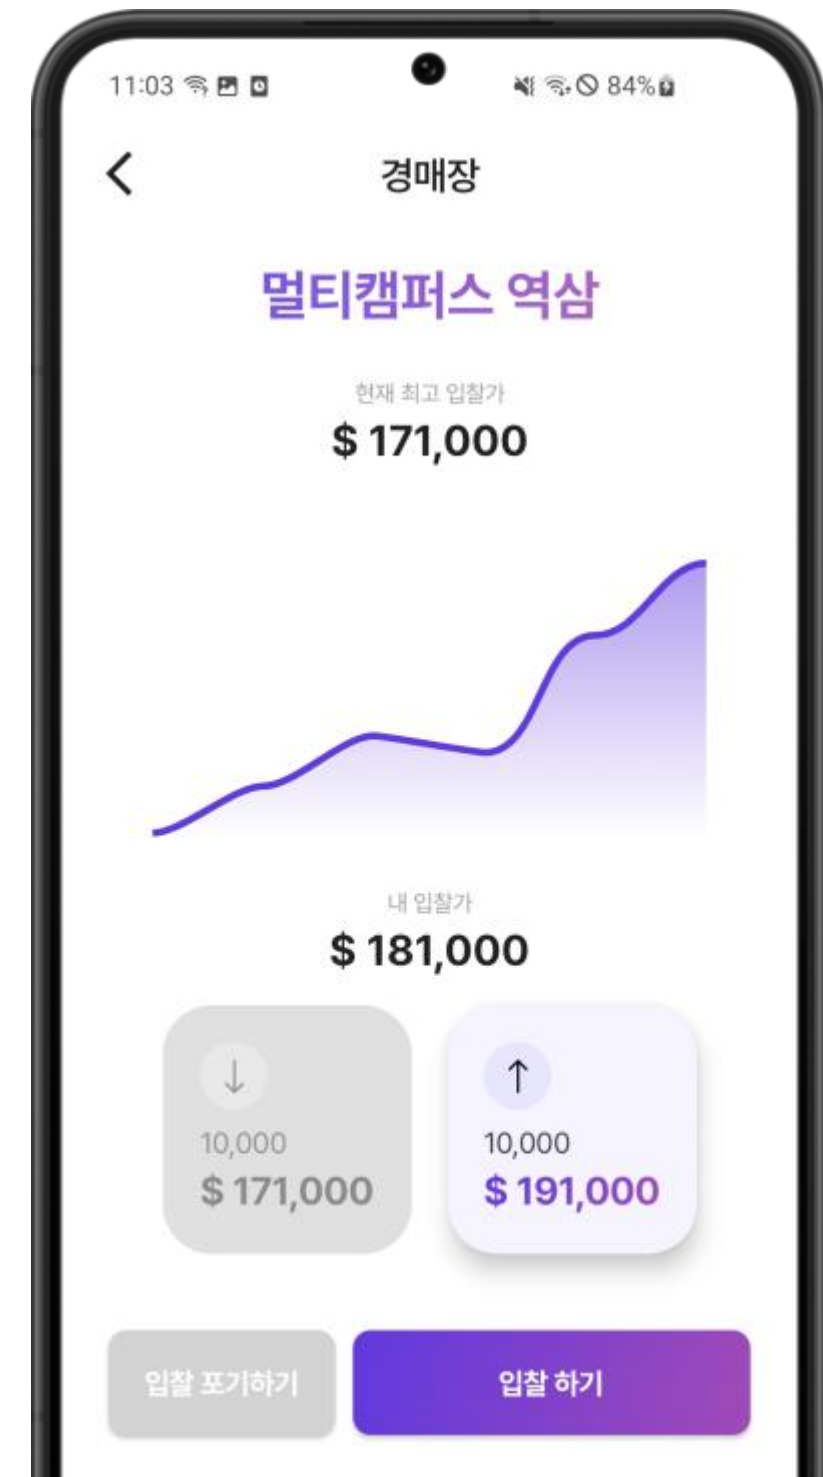 11:03 84%
경매장
멀티캠퍼스 역삼
현재 최고 입찰가
$ 171,000
내 입찰가
$ 181,000
10,000
$ 171,000
10,000
$ 191,000
입찰 포기하기
입찰 하기